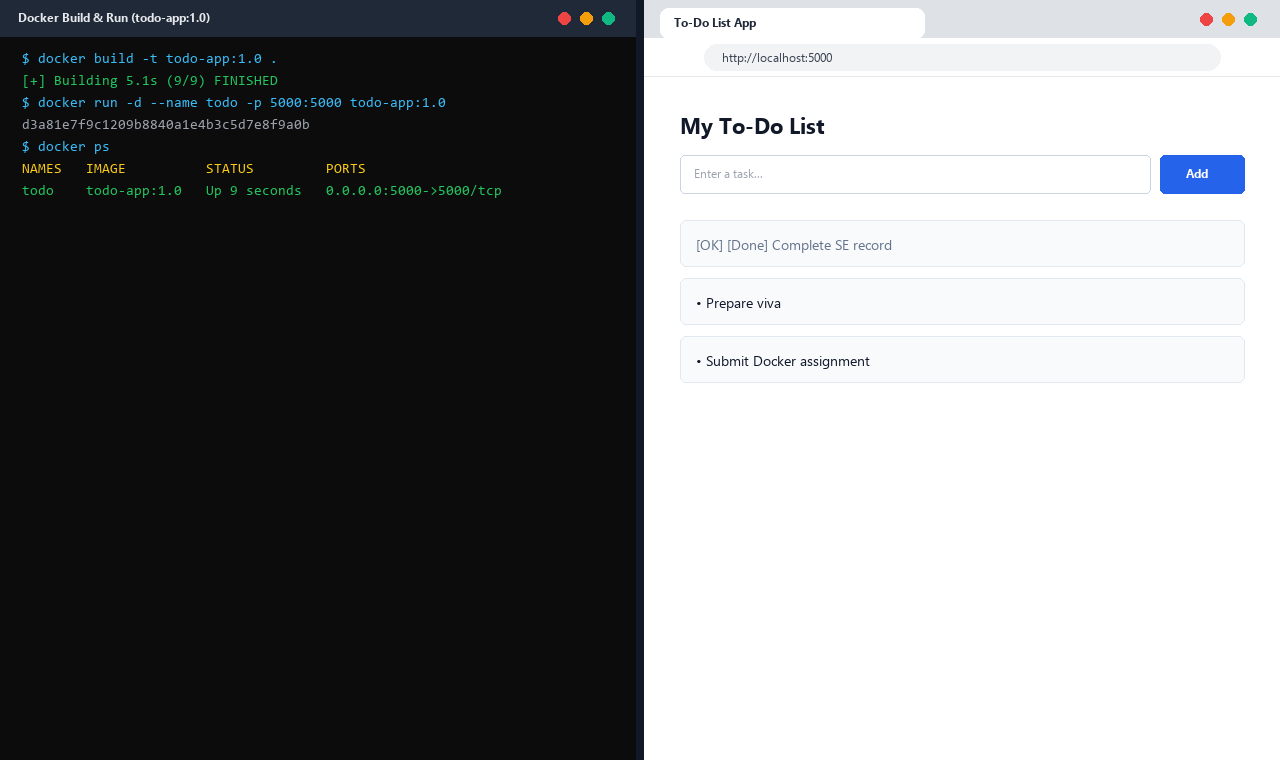 Docker Build & Run (todo-app:1.0)
$ docker build -t todo-app:1.0 .
[+] Building 5.1s (9/9) FINISHED
$ docker run -d --name todo -p 5000:5000 todo-app:1.0
d3a81e7f9c1209b8840a1e4b3c5d7e8f9a0b
$ docker ps
NAMES   IMAGE          STATUS         PORTS
todo    todo-app:1.0   Up 9 seconds   0.0.0.0:5000->5000/tcp
To-Do List App
http://localhost:5000
My To-Do List
Enter a task...
Add
[OK] [Done] Complete SE record
• Prepare viva
• Submit Docker assignment